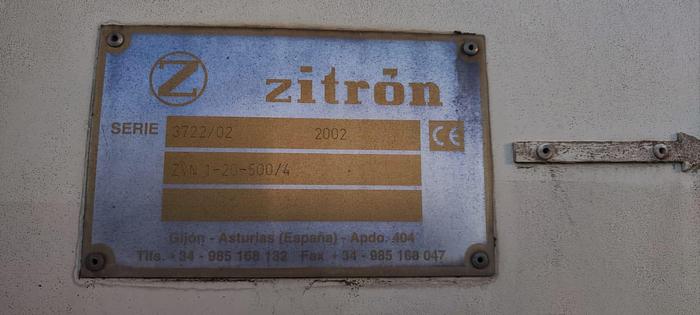 Z zitrón
SERIE 3722/02 2002 CE
ZVN 1-20-500/4
Gijón - Asturias (España) - Apdo. 404
Tlfs. + 34 - 985 168 132 Fax + 34 - 985 168 047